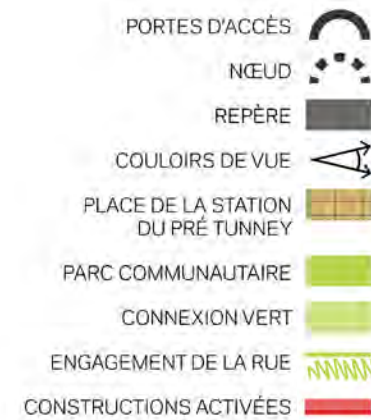 PORTES D'ACCÈS
NŒUD
REPÈRE
COULOIRS DE VUE
PLACE DE LA STATION
DU PRÉ TUNNEY
PARC COMMUNAUTAIRE
CONNEXION VERT
ENGAGEMENT DE LA RUE
CONSTRUCTIONS ACTIVÉES